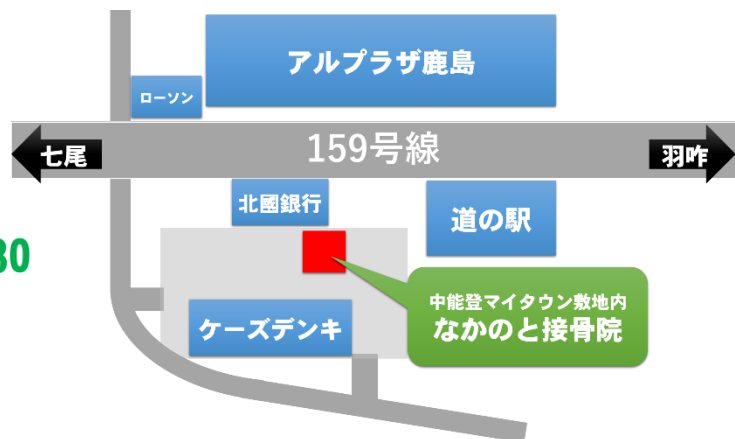 アルプラザ鹿島
ローソン
七尾
159号線
羽咋
北國銀行
道の駅
30
中能登マイタウン敷地内
なかのと接骨院
ケーズデンキ